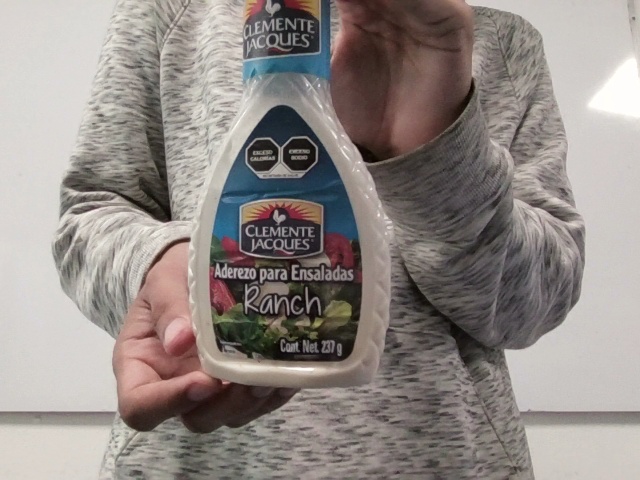 CLEMENTE
JACQUES
EXCESO
CALORÍAS
EXCESO
SODIO
CLEMENTE
JACQUES
Aderezo para Ensaladas
Ranch
Cont. Net. 237 g